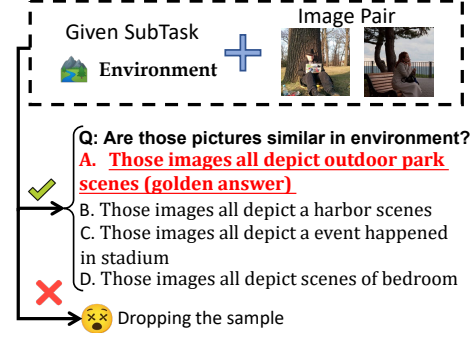 Given SubTask
Image Pair
Environment
Q: Are those pictures similar in environment?
A. Those images all depict outdoor park
scenes (golden answer)
B. Those images all depict a harbor scenes
C. Those images all depict a event happened
in stadium
D. Those images all depict scenes of bedroom
Dropping the sample